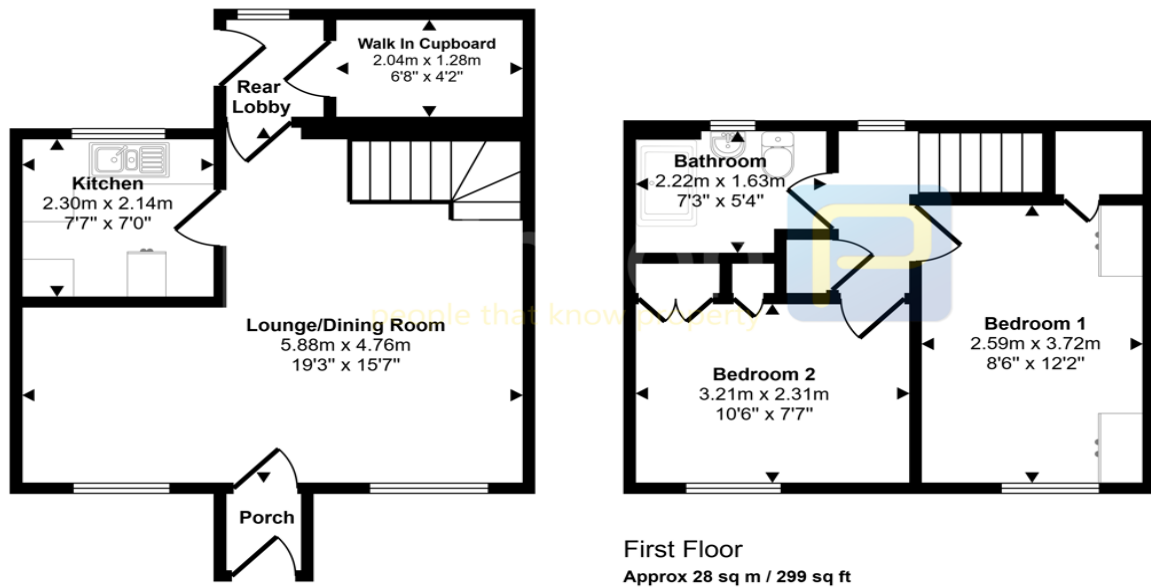 Walk In Cupboard
2.04m x 1.28m
6'8" x 4'2"
Rear
Lobby
Kitchen
2.30m x 2.14m
7'7" x 7'0"
Lounge/Dining Room
5.88m x 4.76m
19'3" x 15'7"
Porch
Bathroom
2.22m x 1.63m
7'3" x 5'4"
Bedroom 1
2.59m x 3.72m
8'6" x 12'2"
Bedroom 2
3.21m x 2.31m
10'6" x 7'7"
people that know property
First Floor
Approx 28 sq m / 299 sq ft